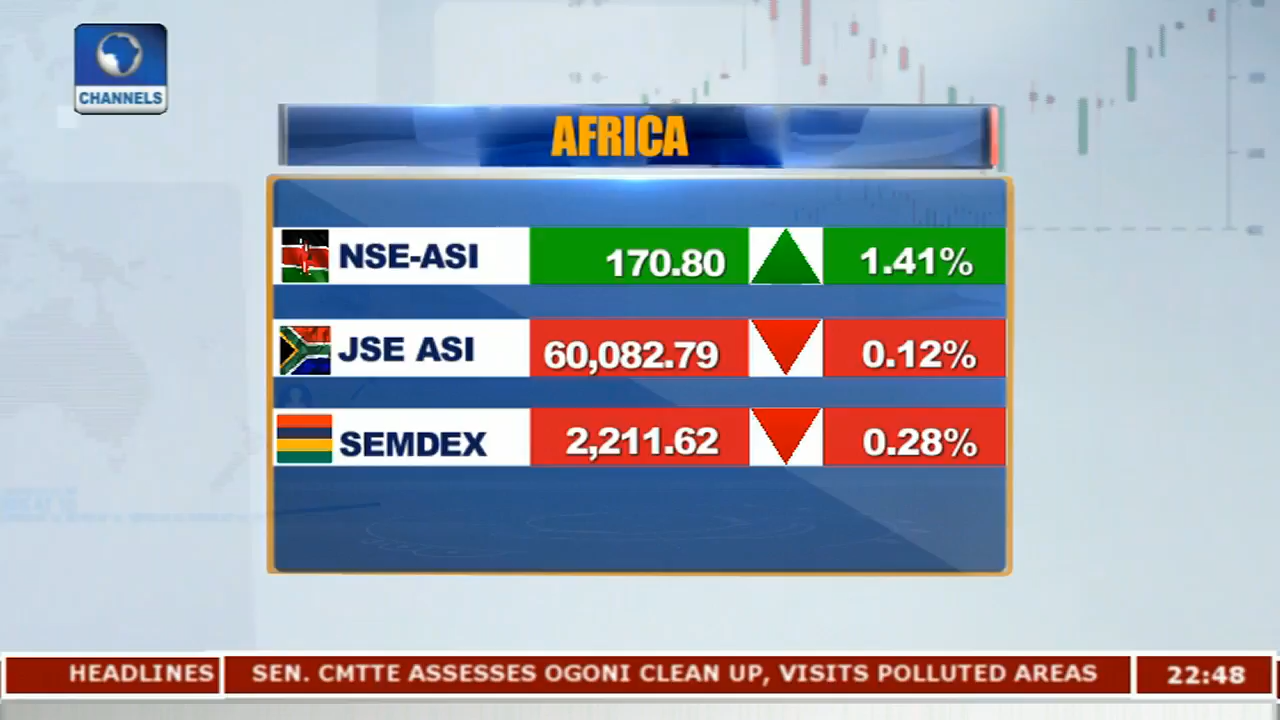 CHANNELS
AFRICA
NSE-ASI 170.80 1.41%
JSE ASI 60,082.79 0.12%
SEMDEX 2,211.62 0.28%
HEADLINES SEN. CMTTE ASSESSES OGONI CLEAN UP, VISITS POLLUTED AREAS 22:48